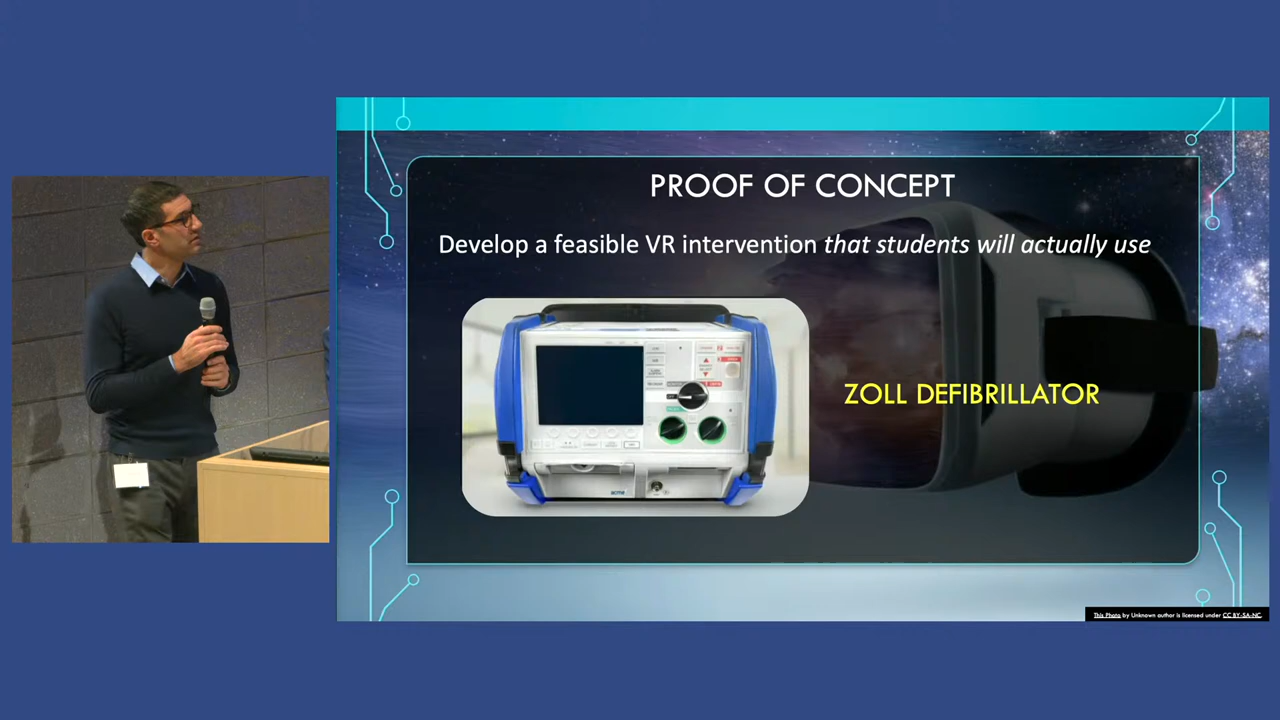 PROOF OF CONCEPT
Develop a feasible VR intervention that students will actually use
ZOLL DEFIBRILLATOR
acme
This Photo by Unknown author is licensed under CC BY-SA-NC.